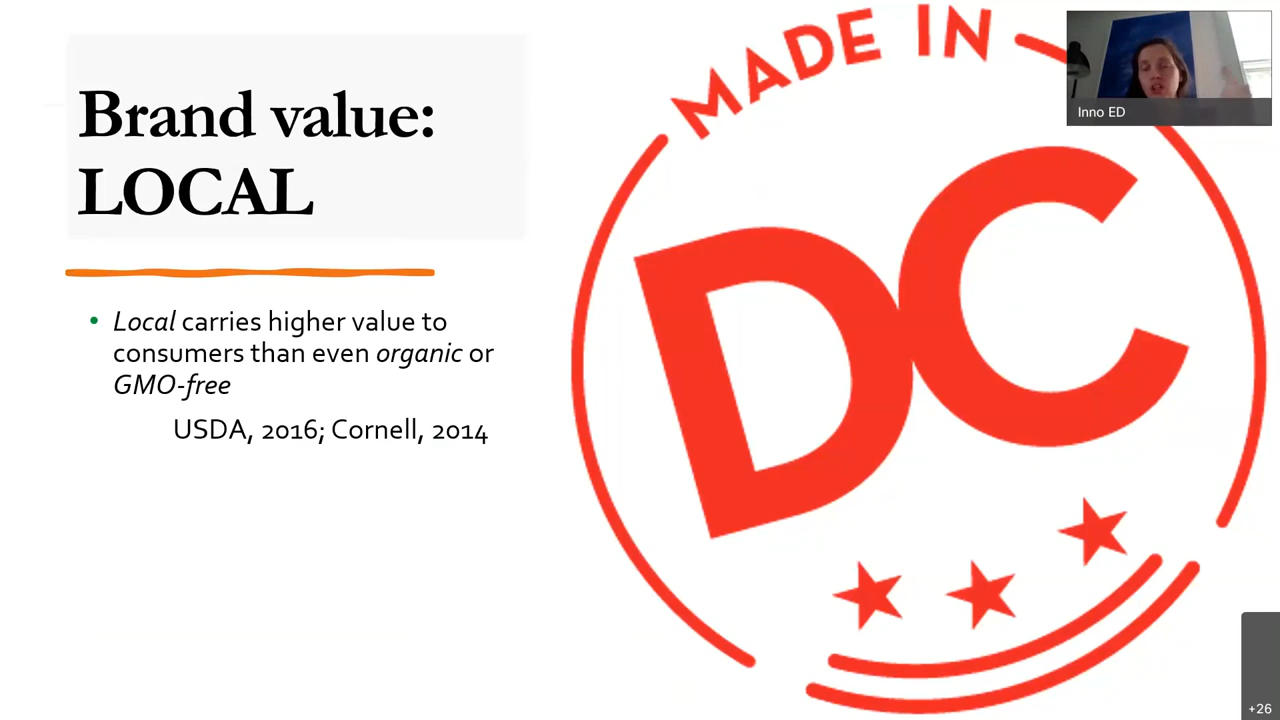 Brand value:
LOCAL
• Local carries higher value to
consumers than even organic or
GMO-free
USDA, 2016; Cornell, 2014
MADE IN
DC
Inno ED
+26